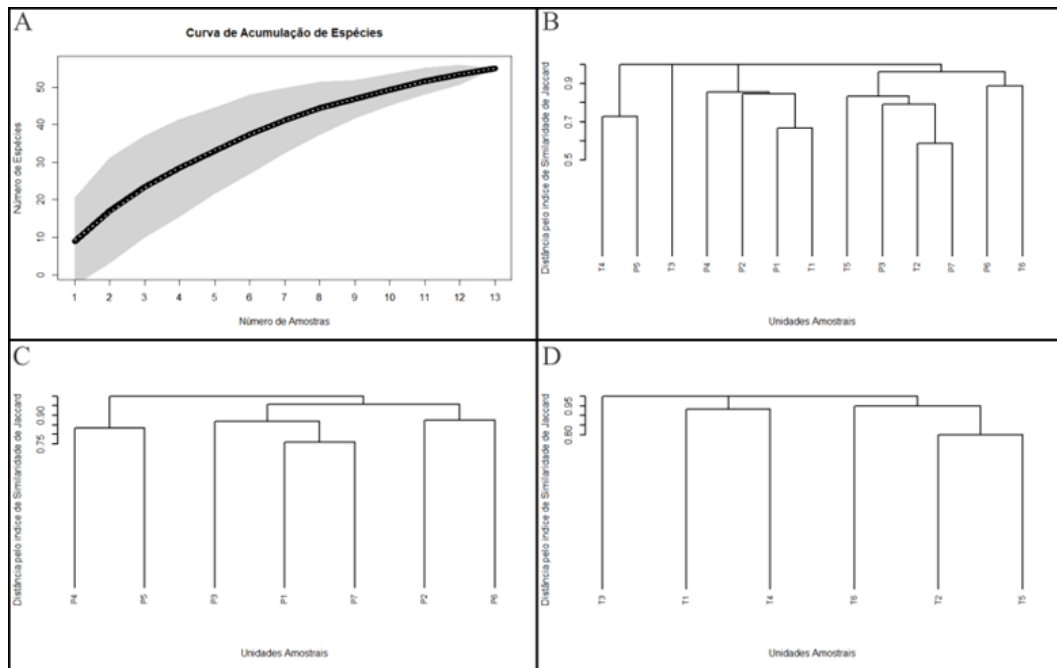 A
Curva de Acumulação de Espécies
Número de Espécies
50
40
30
20
10
0
1 2 3 4 5 6 7 8 9 10 11 12 13
Número de Amostras
B
Distância pelo índice de Similaridade de Jaccard
0.9
0.7
0.5
T4 P5 T3 P4 P2 P1 T1 T5 P3 T2 P7 P6 T6
Unidades Amostrais
C
Distância pelo índice de Similaridade de Jaccard
0.90
0.75
P4 P5 P3 P1 P7 P2 P6
Unidades Amostrais
D
Distância pelo índice de Similaridade de Jaccard
0.95
0.80
T3 T1 T4 T6 T2 T5
Unidades Amostrais